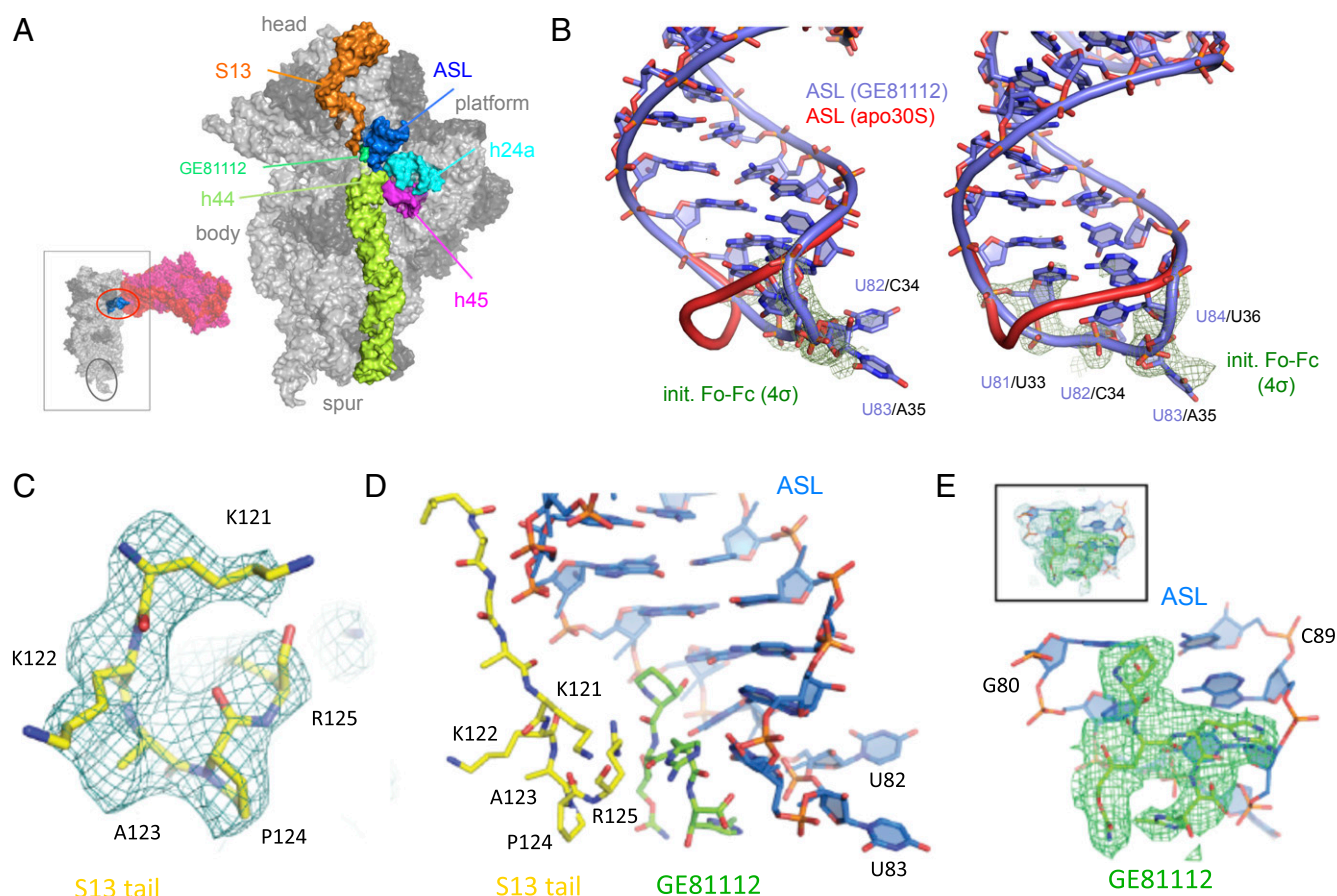 A
head
S13
ASL
platform
GE81112
h24a
h44
body
h45
spur
B
ASL (GE81112)
ASL (apo30S)
U82/C34
init. Fo-Fc (4σ)
U83/A35
U84/U36
U81/U33
U82/C34
init. Fo-Fc
(4σ)
U83/A35
C
K121
K122
R125
A123
P124
S13 tail
D
ASL
K121
K122
A123
R125
P124
U82
U83
S13 tail
GE81112
E
ASL
C89
G80
GE81112